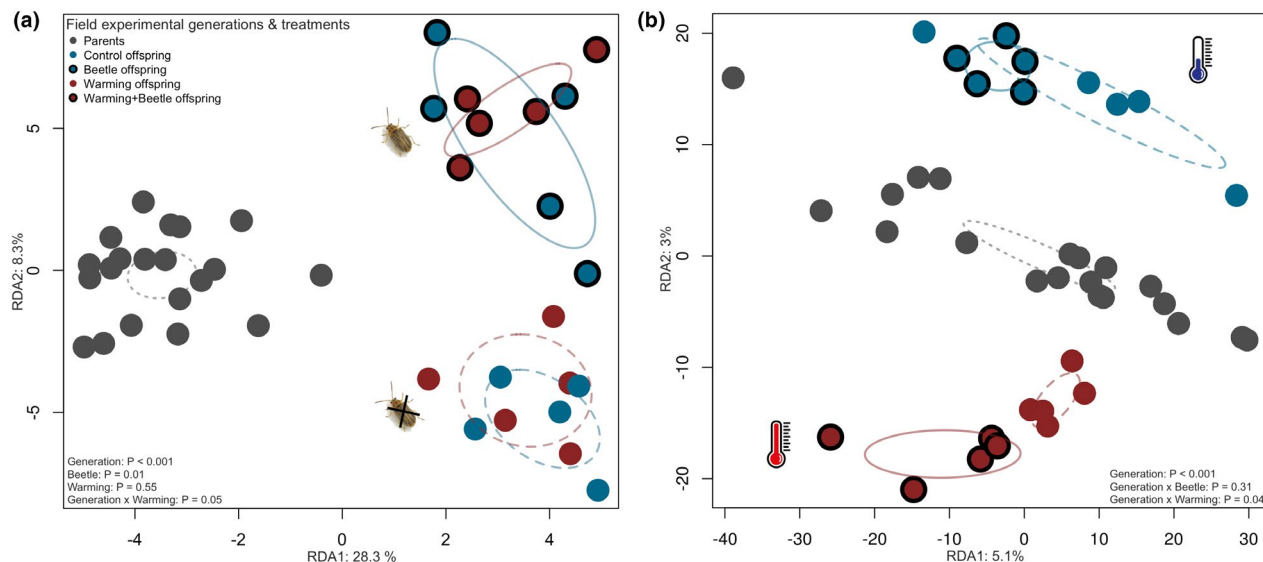 (a)
Field experimental generations & treatments
Parents
Control offspring
Beetle offspring
Warming offspring
Warming+Beetle offspring
5
0
-5
RDA2: 8.3%
Generation: P < 0.001
Beetle: P = 0.01
Warming: P = 0.55
Generation x Warming: P = 0.05
-4
-2
0
2
4
RDA1: 28.3 %
(b)
20
10
0
-10
-20
RDA2: 3%
Generation: P < 0.001
Generation x Beetle: P = 0.31
Generation x Warming: P = 0.04
-40
-30
-20
-10
0
10
20
30
RDA1: 5.1%